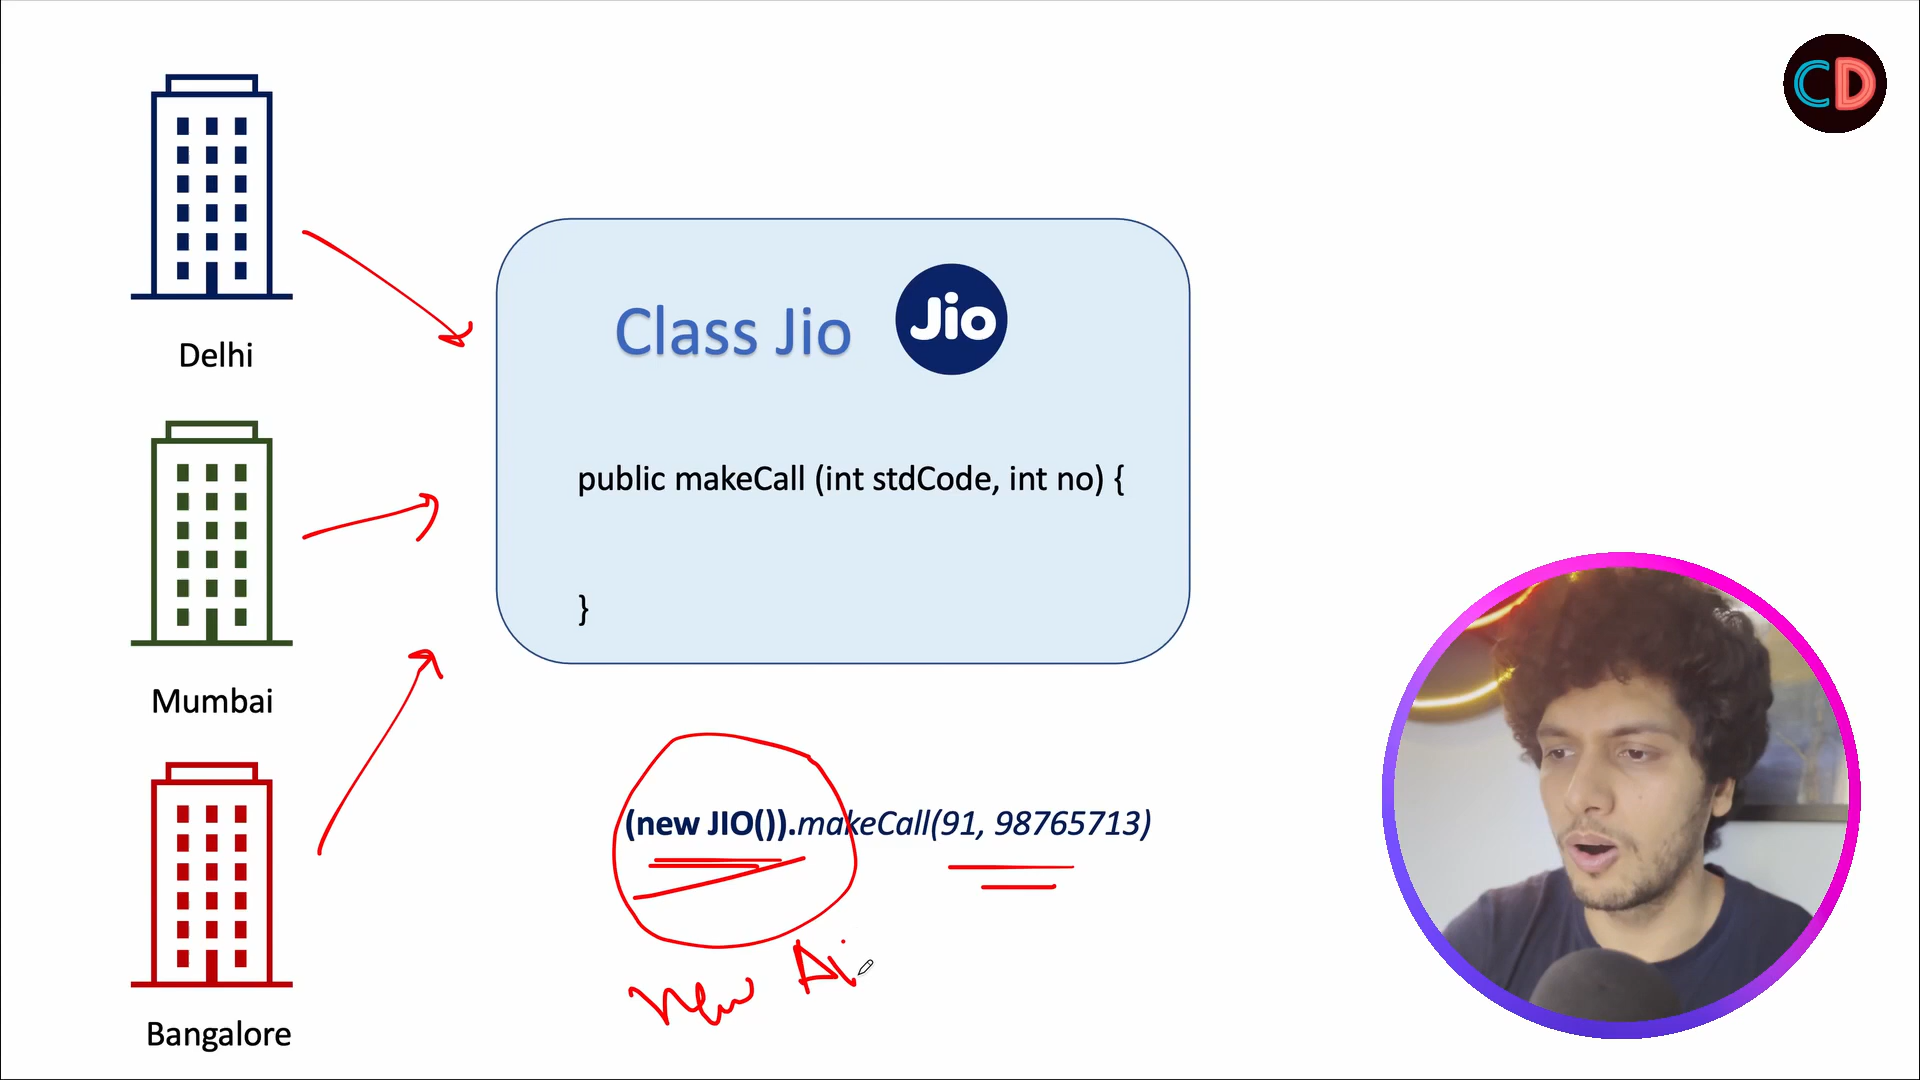 CD
Delhi
Class Jio
Jio
public makeCall (int stdCode, int no) {
}
Mumbai
(new JIO()).makeCall(91, 98765713)
new Ai
Bangalore